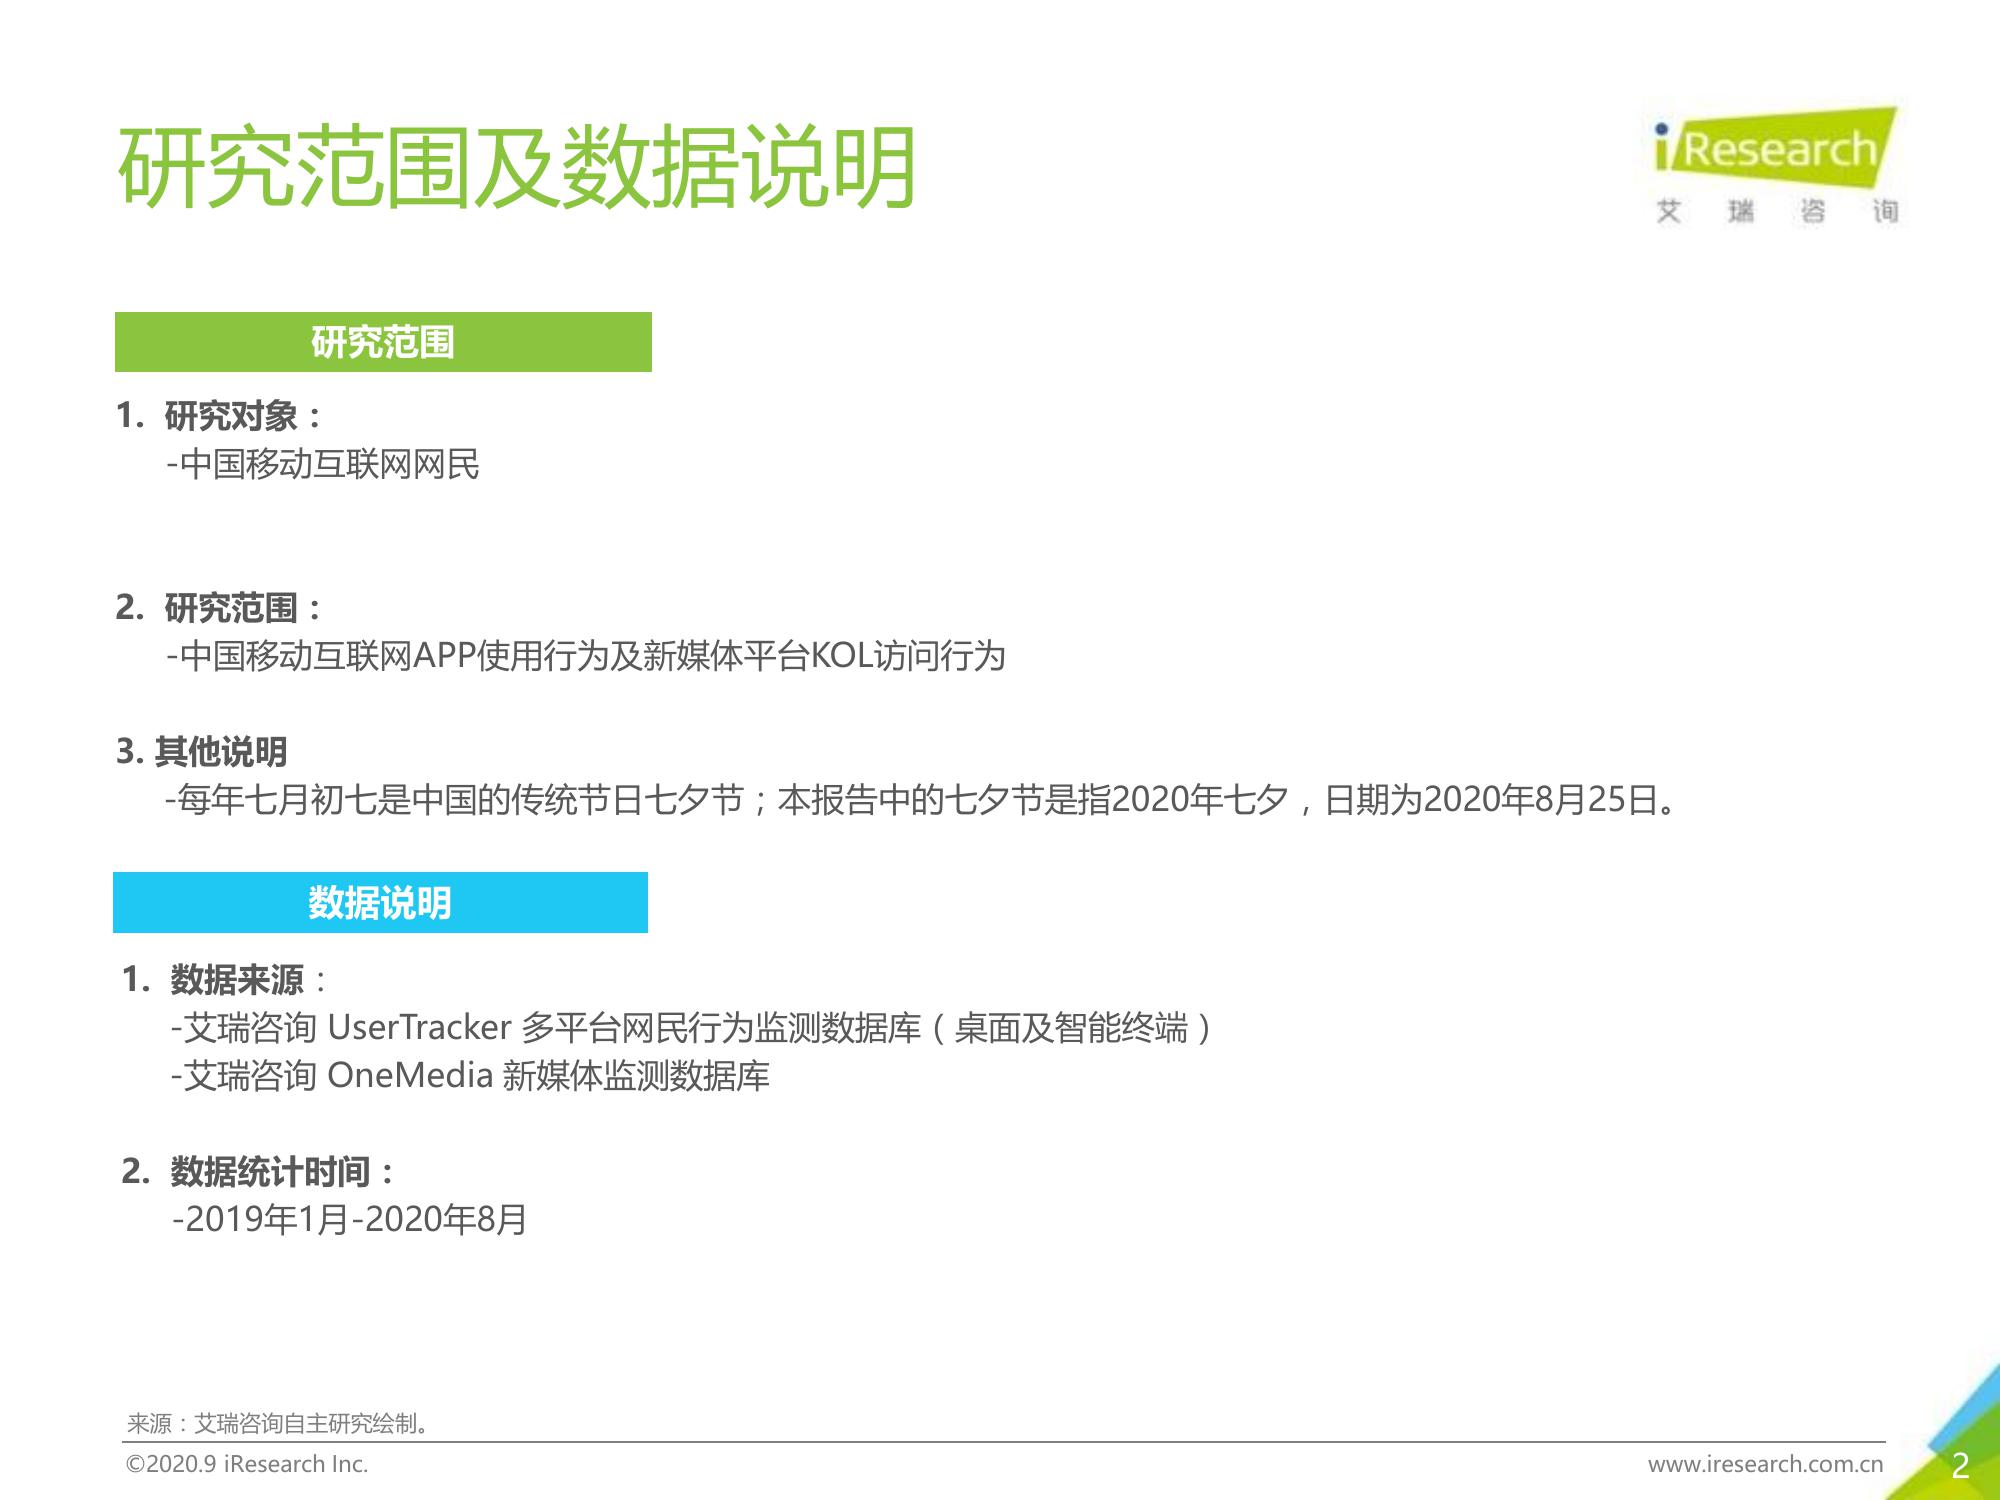 研究范围及数据说明
iResearch
艾瑞咨询
研究范围
1. 研究对象：
-中国移动互联网网民
2. 研究范围：
-中国移动互联网APP使用行为及新媒体平台KOL访问行为
3. 其他说明
-每年七月初七是中国的传统节日七夕节；本报告中的七夕节是指2020年七夕，日期为2020年8月25日。
数据说明
1. 数据来源：
-艾瑞咨询 UserTracker 多平台网民行为监测数据库（桌面及智能终端）
-艾瑞咨询 OneMedia 新媒体监测数据库
2. 数据统计时间：
-2019年1月-2020年8月
来源：艾瑞咨询自主研究绘制。
©2020.9 iResearch Inc.
www.iresearch.com.cn
2